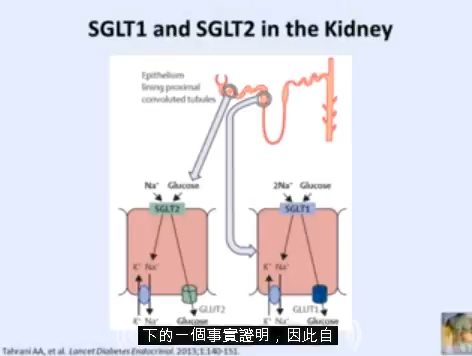 SGLT1 and SGLT2 in the Kidney
Epithelium
lining proximal
convoluted tubules
Na⁺ Glucose
SGLT2
2Na⁺ Glucose
SGLT1
K⁺ Na⁺
GLUT2
K⁺ Na⁺
GLUT1
Glucose
Glucose
下的一個事實證明，因此自
Tahrani AA, et al. Lancet Diabetes Endocrinol. 2013;1:140-151.